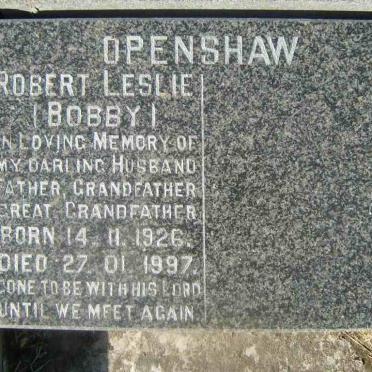 OPENSHAW
ROBERT LESLIE
(BOBBY)
IN LOVING MEMORY OF
MY DARLING HUSBAND
FATHER, GRANDFATHER
GREAT GRANDFATHER
BORN 14. 11. 1926.
DIED 27. 01 1997.
GONE TO BE WITH HIS LORD
UNTIL WE MEET AGAIN